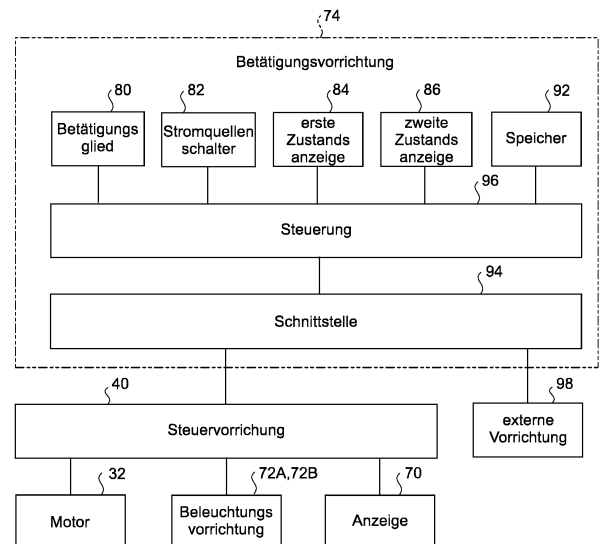 74
Betätigungsvorrichtung
80
82
84
86
92
Betätigungs
glied
Stromquellen
schalter
erste
Zustands
anzeige
zweite
Zustands
anzeige
Speicher
96
Steuerung
94
Schnittstelle
40
98
Steuervorrichung
externe
Vorrichtung
32
72A,72B
70
Motor
Beleuchtungs
vorrichtung
Anzeige